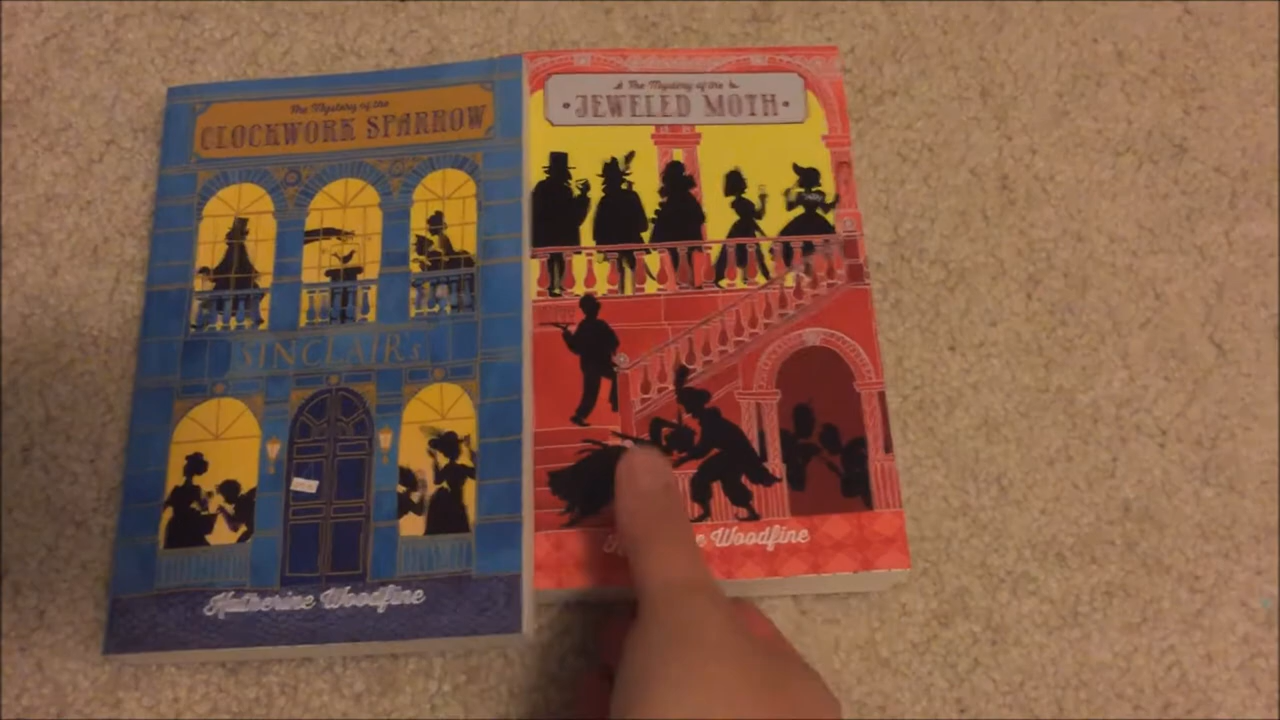 The Mystery of the
CLOCKWORK SPARROW
SINCLAIR's
Katherine Woodfine
The Mystery of the
JEWELED MOTH
Woodfine